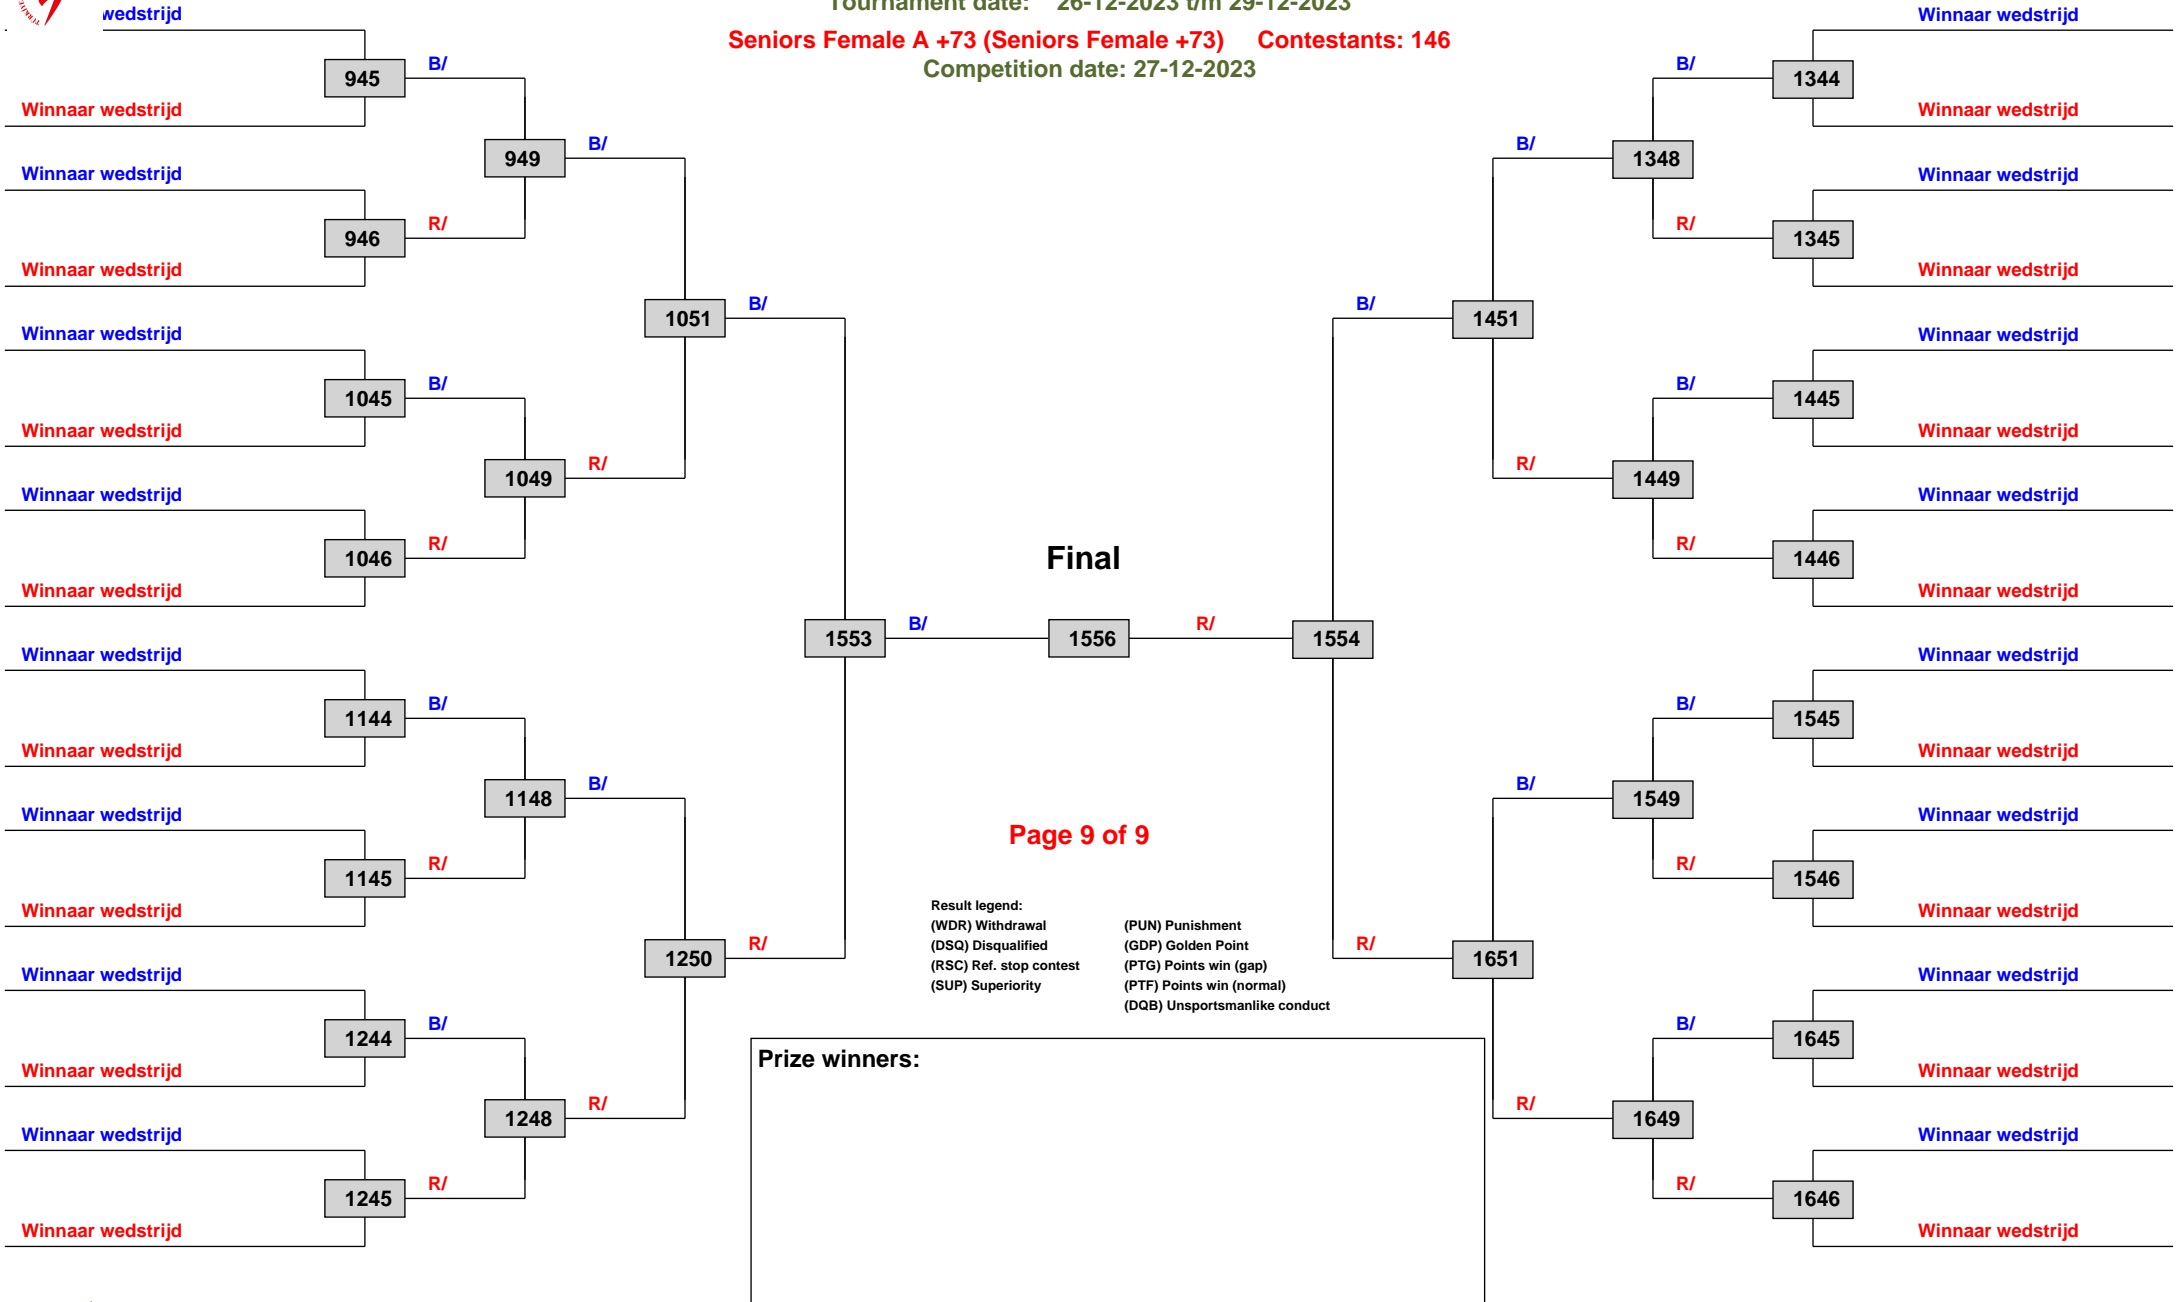 Tournament date: 26-12-2023 t/m 29-12-2023
Seniors Female A +73 (Seniors Female +73) Contestants: 146
Competition date: 27-12-2023
wedstrijd
945
B/
Winnaar wedstrijd
949
B/
Winnaar wedstrijd
946
R/
Winnaar wedstrijd
1051
B/
Winnaar wedstrijd
1045
B/
Winnaar wedstrijd
1049
R/
Winnaar wedstrijd
1046
R/
Winnaar wedstrijd
1553
B/
Winnaar wedstrijd
1144
B/
Winnaar wedstrijd
1148
B/
Winnaar wedstrijd
1145
R/
Winnaar wedstrijd
1250
R/
Winnaar wedstrijd
1244
B/
Winnaar wedstrijd
1248
R/
Winnaar wedstrijd
1245
R/
Winnaar wedstrijd
Final
1556
R/
1554
Page 9 of 9
Result legend:
(WDR) Withdrawal (PUN) Punishment
(DSQ) Disqualified (GDP) Golden Point
(RSC) Ref. stop contest (PTG) Points win (gap)
(SUP) Superiority (PTF) Points win (normal)
(DQB) Unsportsmanlike conduct
Prize winners:
Winnaar wedstrijd
B/
1344
Winnaar wedstrijd
B/
1348
Winnaar wedstrijd
R/
1345
Winnaar wedstrijd
B/
1451
Winnaar wedstrijd
B/
1445
Winnaar wedstrijd
R/
1449
Winnaar wedstrijd
R/
1446
Winnaar wedstrijd
Winnaar wedstrijd
B/
1545
Winnaar wedstrijd
B/
1549
Winnaar wedstrijd
R/
1546
Winnaar wedstrijd
R/
1651
Winnaar wedstrijd
B/
1645
Winnaar wedstrijd
R/
1649
Winnaar wedstrijd
R/
1646
Winnaar wedstrijd